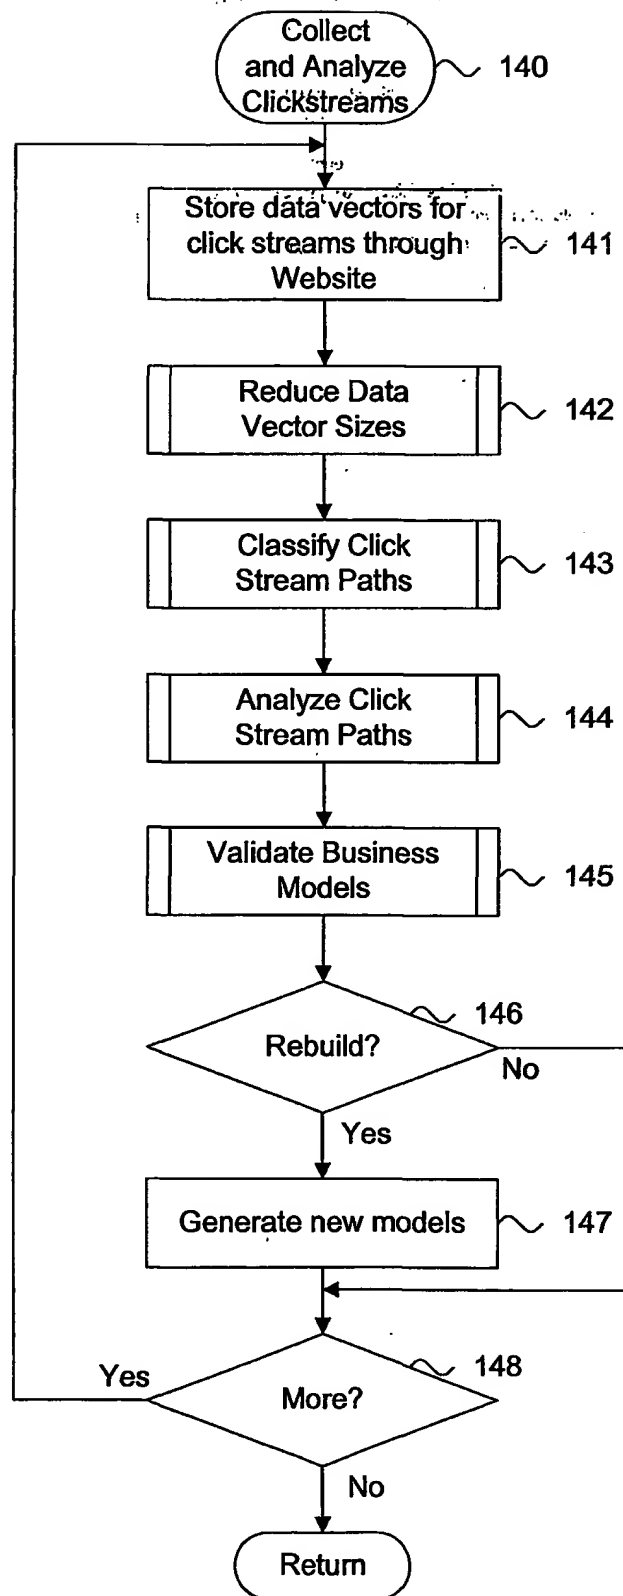 Collect
and Analyze
Clickstreams
140
Store data vectors for
click streams through
Website
141
Reduce Data
Vector Sizes
142
Classify Click
Stream Paths
143
Analyze Click
Stream Paths
144
Validate Business
Models
145
146
Rebuild?
No
Yes
Generate new models
147
148
Yes
More?
No
Return